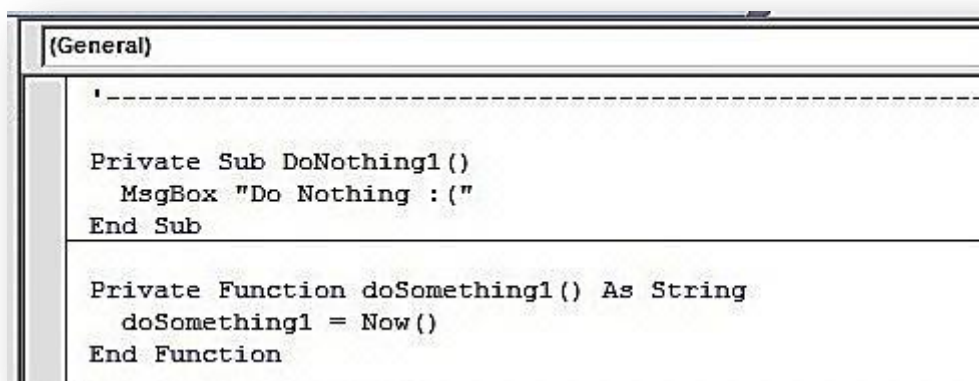 (General)
'--------------------------------------------------------
Private Sub DoNothing1()
MsgBox "Do Nothing :("
End Sub
Private Function doSomething1() As String
doSomething1 = Now()
End Function